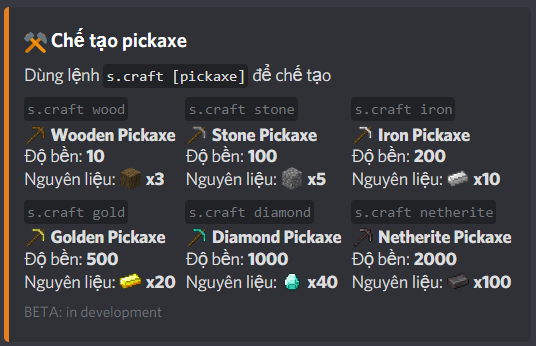 Chế tạo pickaxe
Dùng lệnh s.craft [pickaxe] để chế tạo
s.craft wood s.craft stone s.craft iron
Wooden Pickaxe Stone Pickaxe Iron Pickaxe
Độ bền: 10 Độ bền: 100 Độ bền: 200
Nguyên liệu: x3 Nguyên liệu: x5 Nguyên liệu: x10
s.craft gold s.craft diamond s.craft netherite
Golden Pickaxe Diamond Pickaxe Netherite Pickaxe
Độ bền: 500 Độ bền: 1000 Độ bền: 2000
Nguyên liệu: x20 Nguyên liệu: x40 Nguyên liệu: x100
BETA: in development